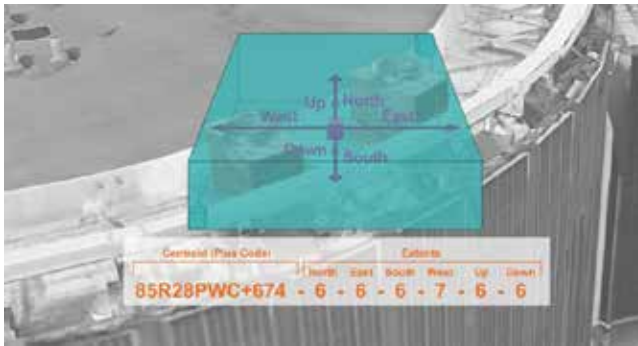 Up North
West East
Down South
Centroid (Plus Code) Extents
North East South West Up Down
85R28PWC+674 - 6 - 6 - 6 - 7 - 6 - 6